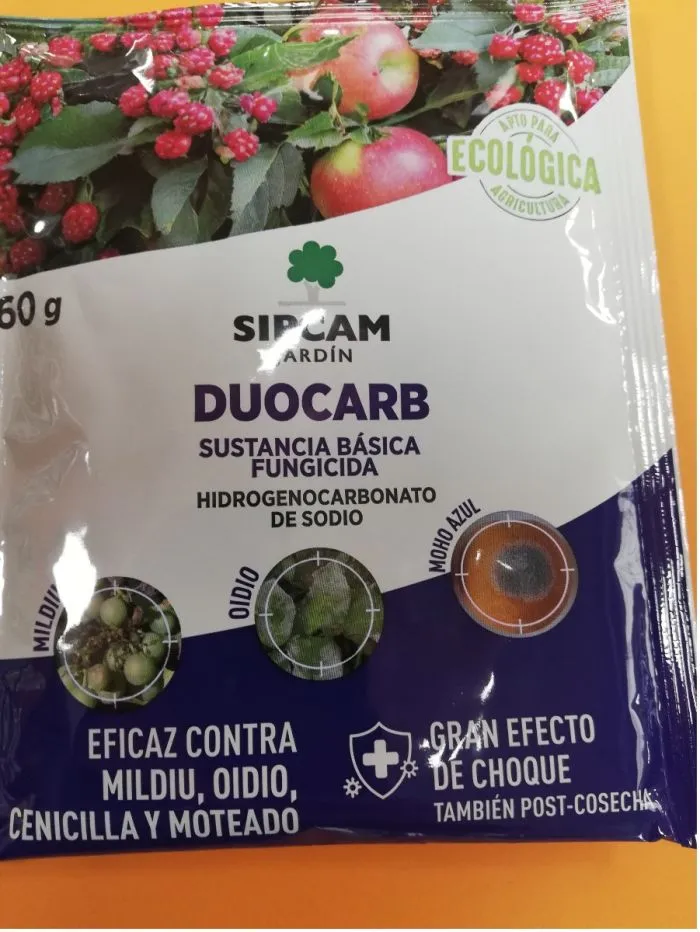 APTO PARA
ECOLÓGICA
AGRICULTURA
60 g
SIPCAM
JARDÍN
DUOCARB
SUSTANCIA BÁSICA
FUNGICIDA
HIDROGENOCARBONATO
DE SODIO
MILDIU
OIDIO
MOHO AZUL
EFICAZ CONTRA
MILDIU, OIDIO,
CENICILLA Y MOTEADO
GRAN EFECTO
DE CHOQUE
TAMBIÉN POST-COSECHA